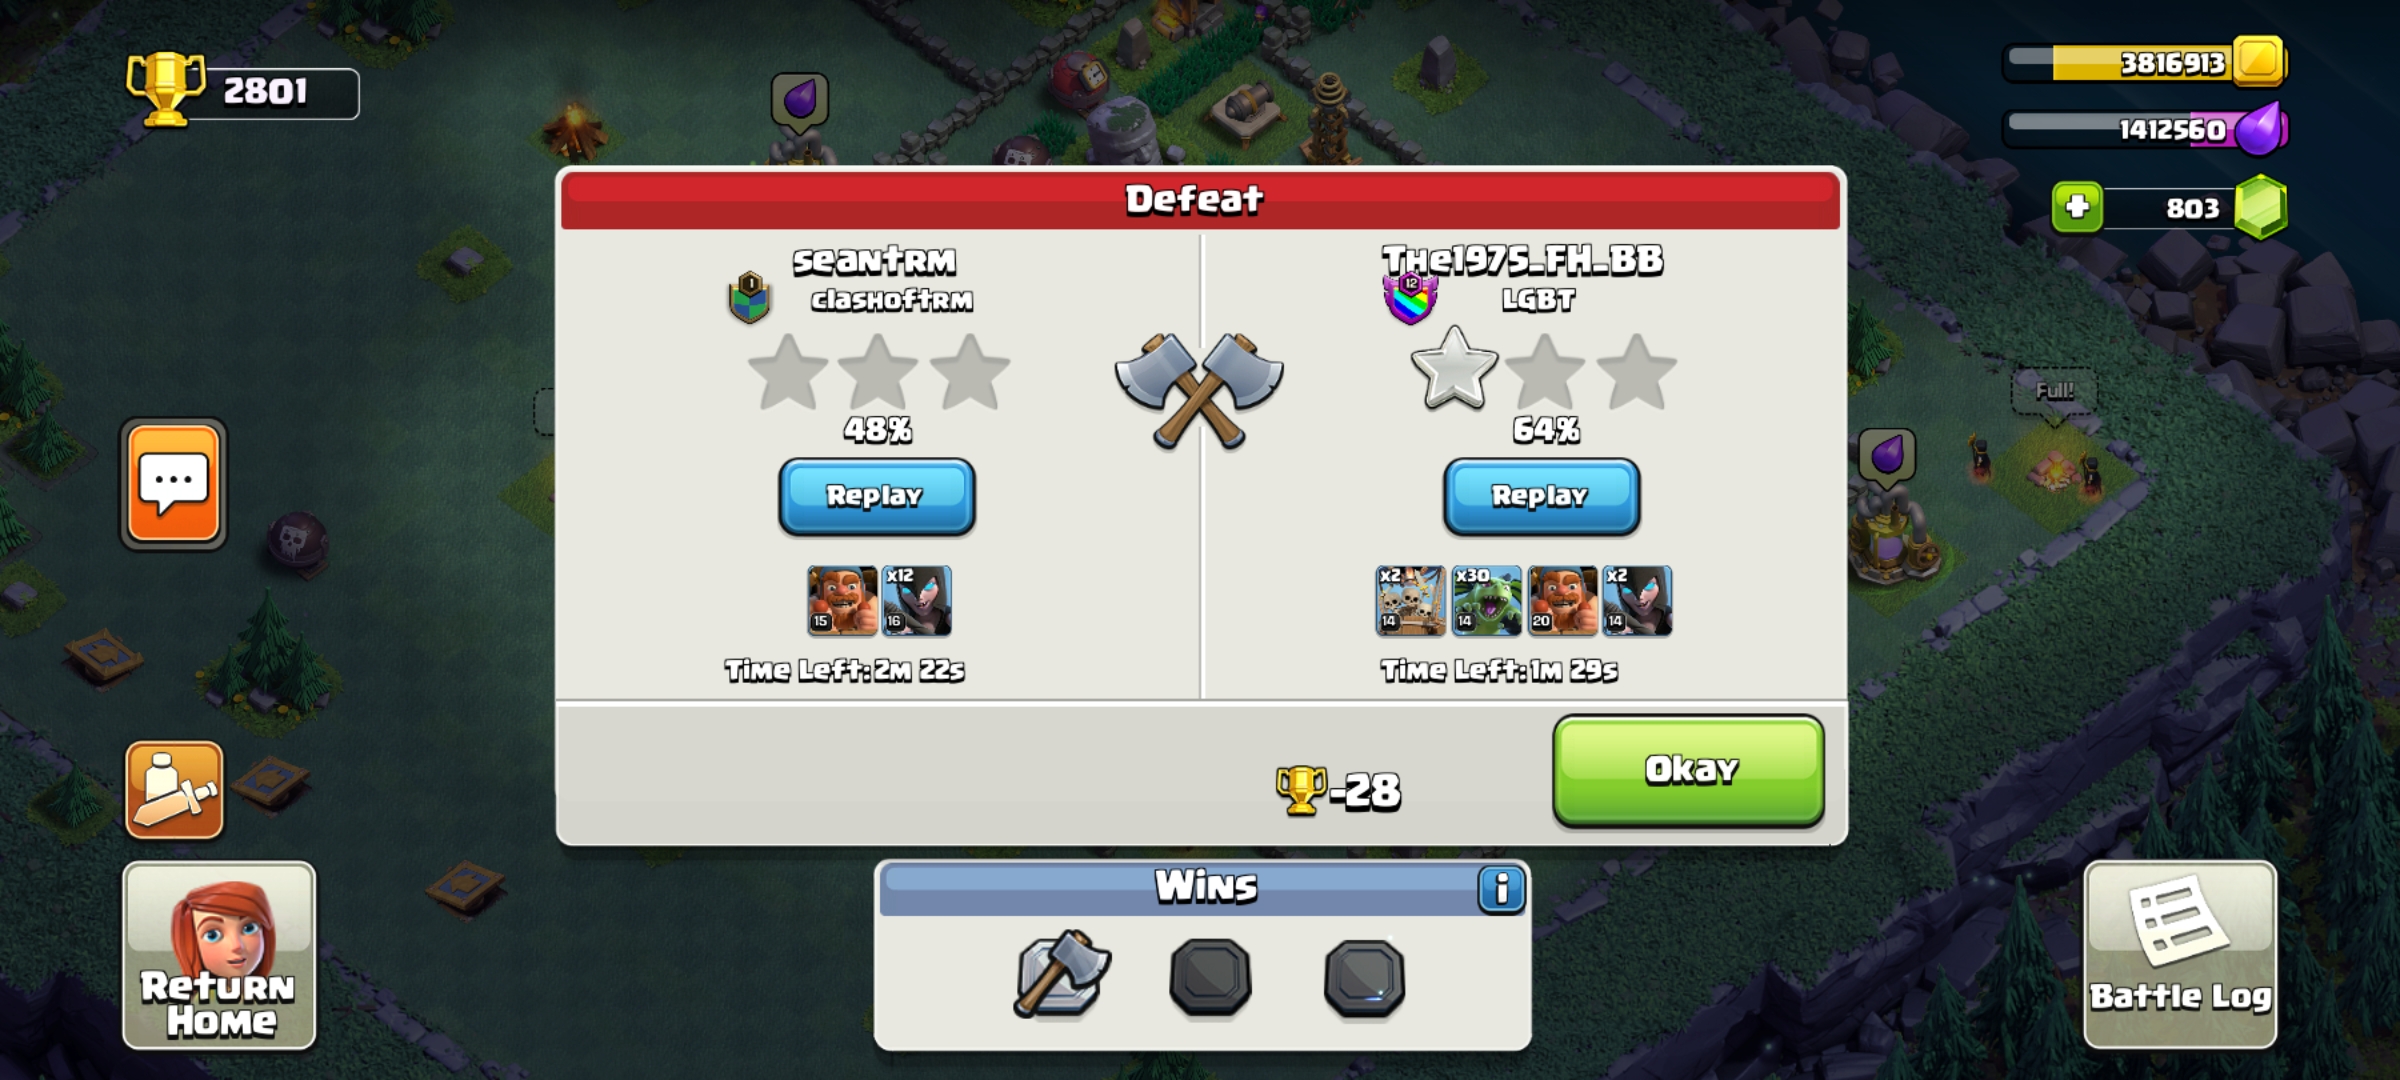 2801
3816913
1412560
803
Defeat
seantRM
clashoftRM
1
48%
Replay
x12
15
16
Time Left:2m 22s
The1975_FH_BB
12
LGBT
64%
Replay
x2
x30
x2
14
14
20
14
Time Left:1m 29s
Full!
-28
Okay
Wins
i
Return
Home
Battle Log